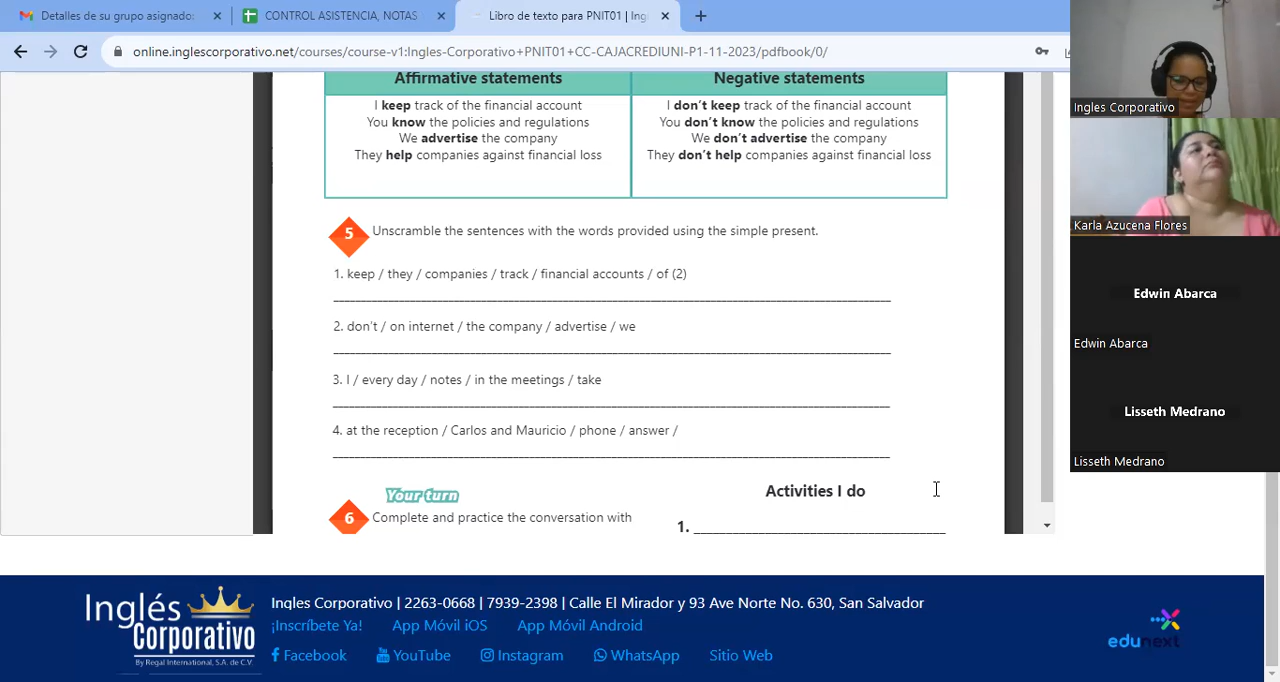 Detalles de su grupo asignado:
CONTROL ASISTENCIA, NOTAS
Libro de texto para PNIT01 | Ing
online.inglescorporativo.net/courses/course-v1:Ingles-Corporativo+PNIT01+CC-CAJACREDIUNI-P1-11-2023/pdfbook/0/
Affirmative statements
Negative statements
I keep track of the financial account
You know the policies and regulations
We advertise the company
They help companies against financial loss
I don't keep track of the financial account
You don't know the policies and regulations
We don't advertise the company
They don't help companies against financial loss
5 Unscramble the sentences with the words provided using the simple present.
1. keep / they / companies / track / financial accounts / of (2)
2. don't / on internet / the company / advertise / we
3. I / every day / notes / in the meetings / take
4. at the reception / Carlos and Mauricio / phone / answer /
Your turn
6 Complete and practice the conversation with
Activities I do
1.
Ingles Corporativo
Karla Azucena Flores
Edwin Abarca
Edwin Abarca
Lisseth Medrano
Lisseth Medrano
Inglés
Corporativo
By Regal International, S.A. de C.V.
Ingles Corporativo | 2263-0668 | 7939-2398 | Calle El Mirador y 93 Ave Norte No. 630, San Salvador
¡Inscríbete Ya! App Móvil iOS App Móvil Android
Facebook YouTube Instagram WhatsApp Sitio Web
edunext